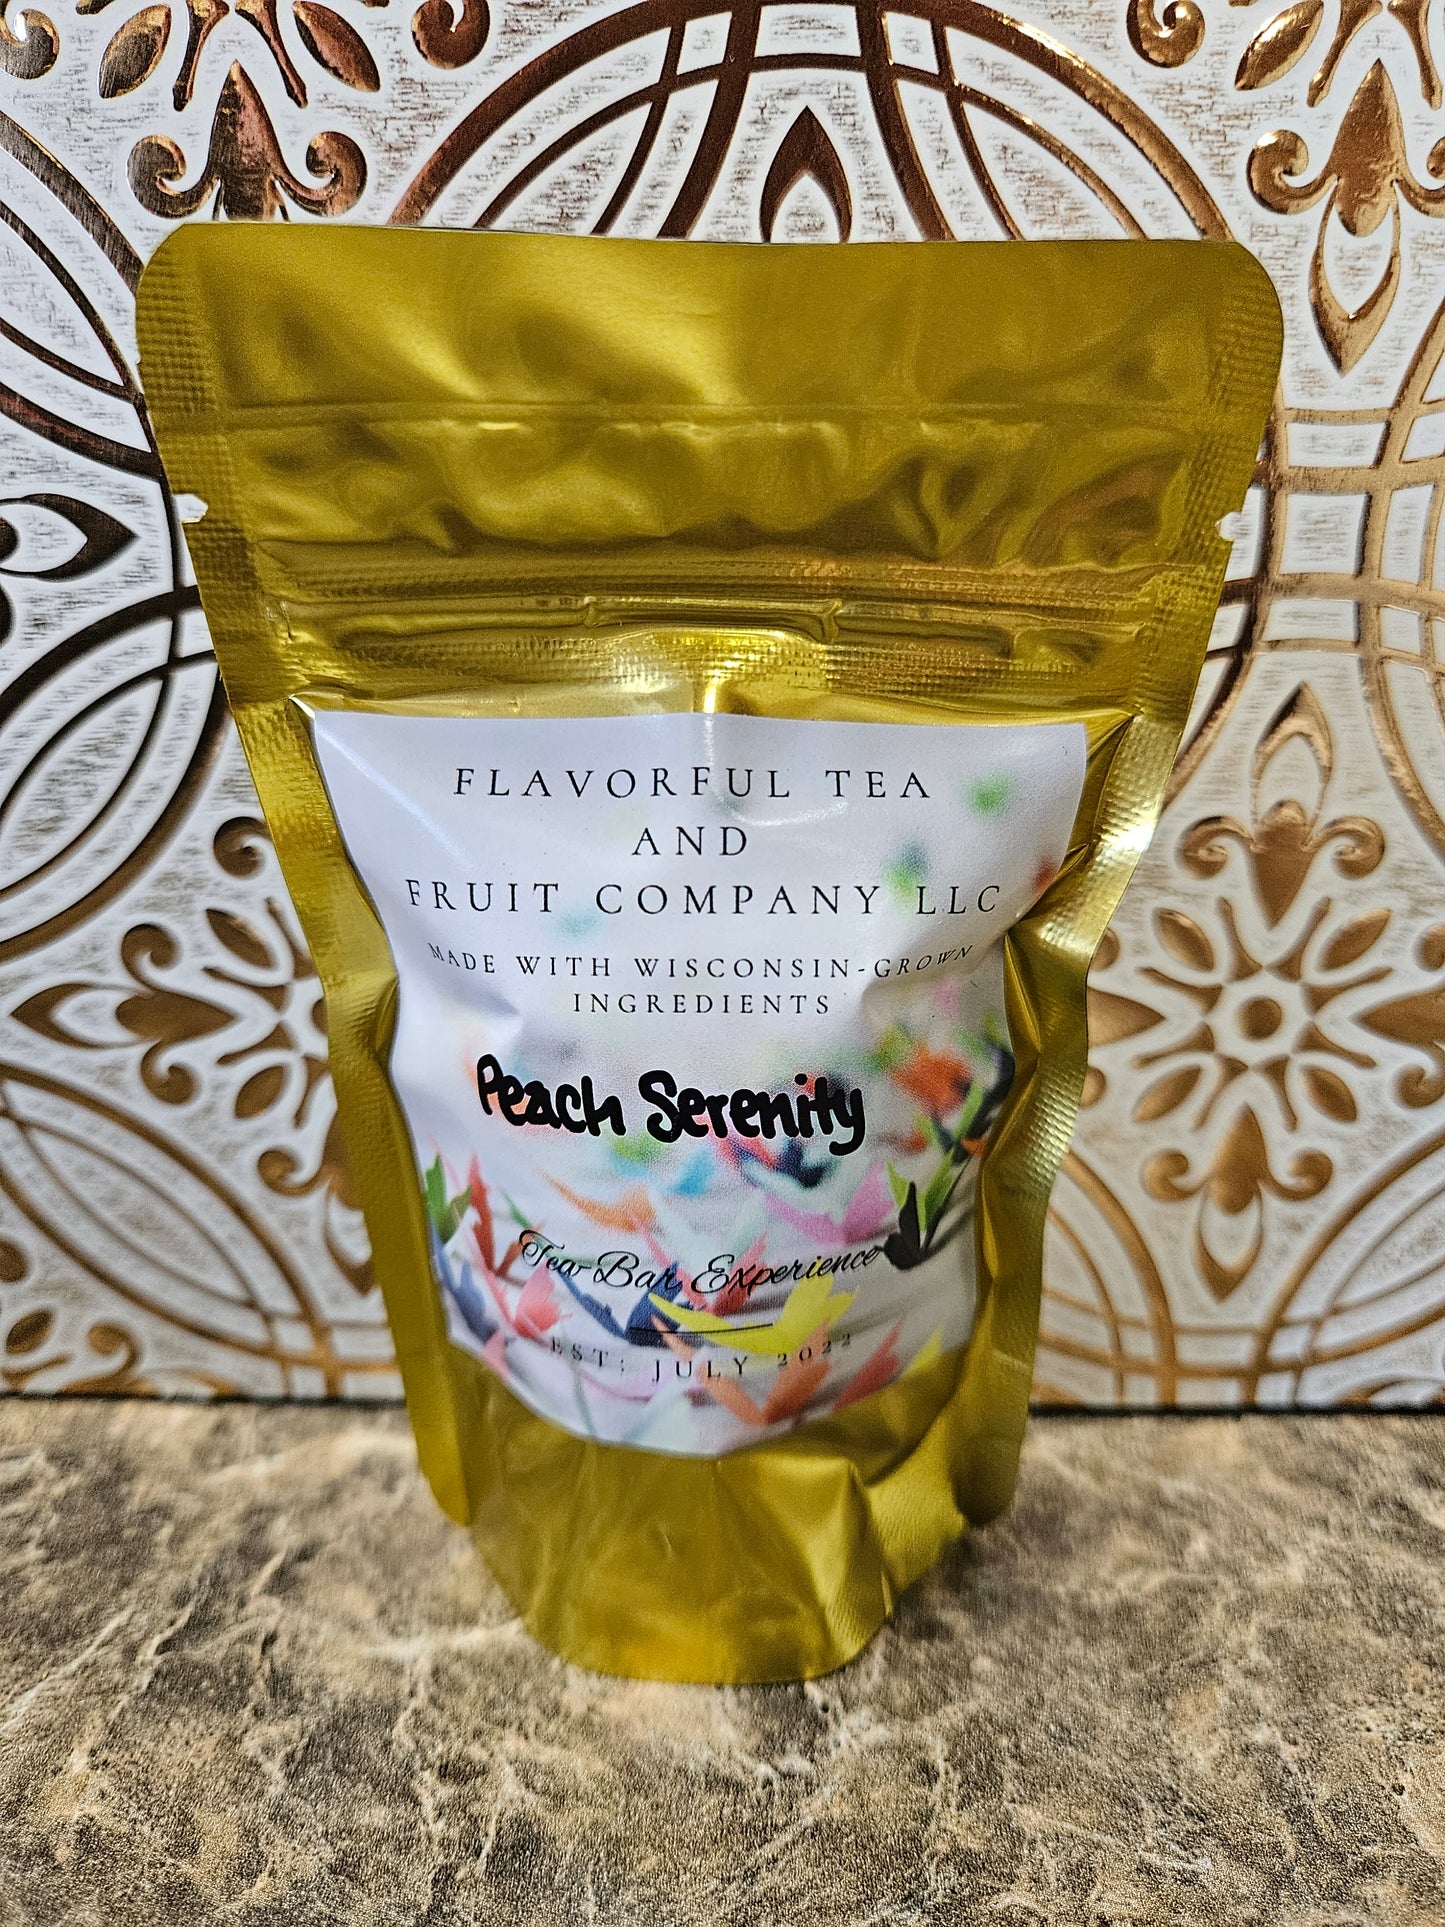 FLAVORFUL TEA
AND
FRUIT COMPANY LLC
MADE WITH WISCONSIN-GROWN
INGREDIENTS
Peach Serenity
Tea Bar Experience
EST: JULY 2022